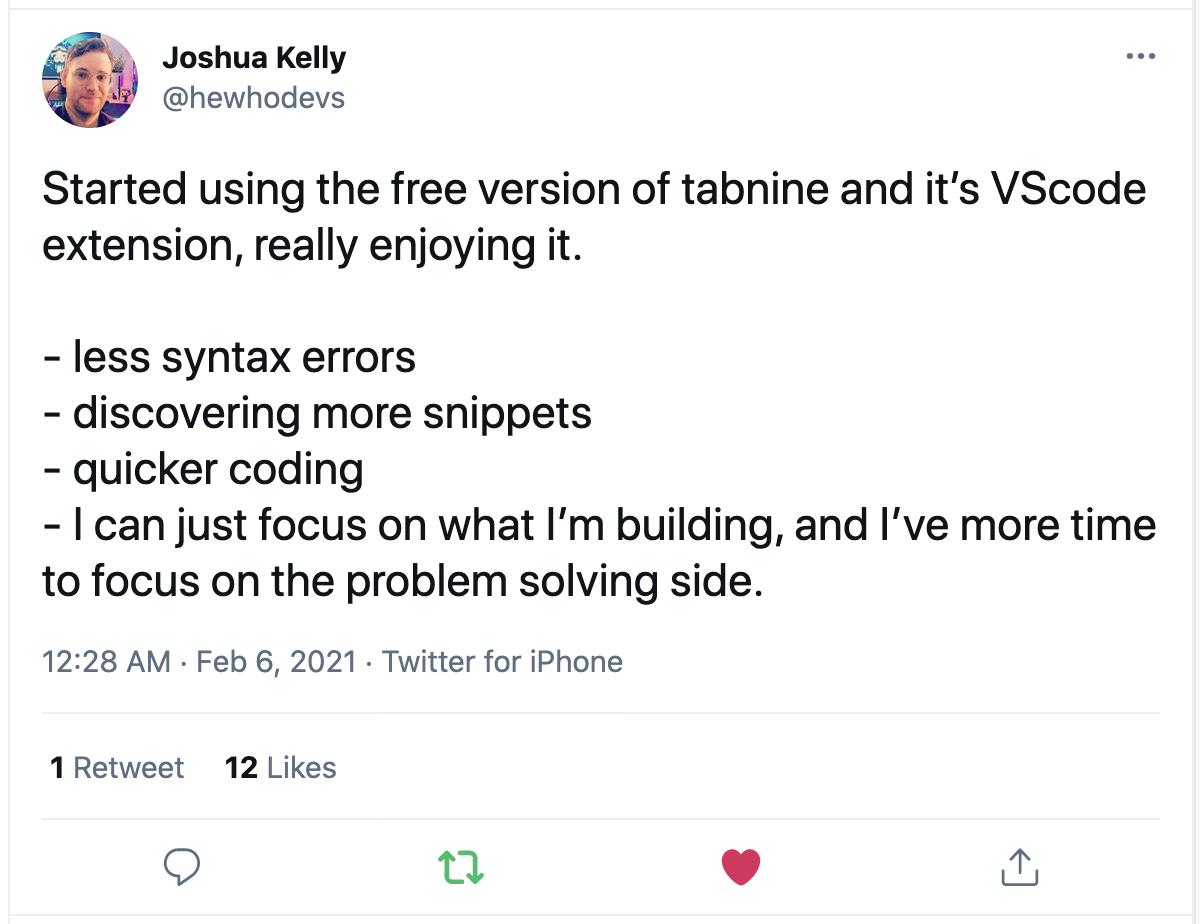 Joshua Kelly
@hewhodevs
Started using the free version of tabnine and it’s VScode
extension, really enjoying it.
- less syntax errors
- discovering more snippets
- quicker coding
- I can just focus on what I’m building, and I’ve more time
to focus on the problem solving side.
12:28 AM · Feb 6, 2021 · Twitter for iPhone
1 Retweet 12 Likes